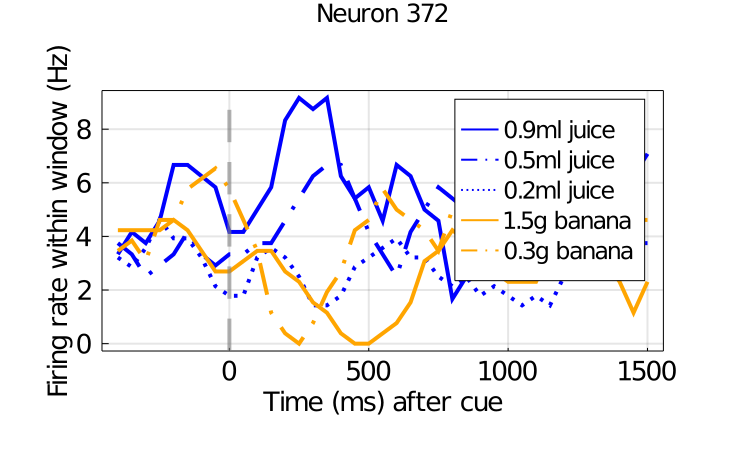 Neuron 372
Firing rate within window (Hz)
8
6
4
2
0
0.9ml juice
0.5ml juice
0.2ml juice
1.5g banana
0.3g banana
0 500 1000 1500
Time (ms) after cue